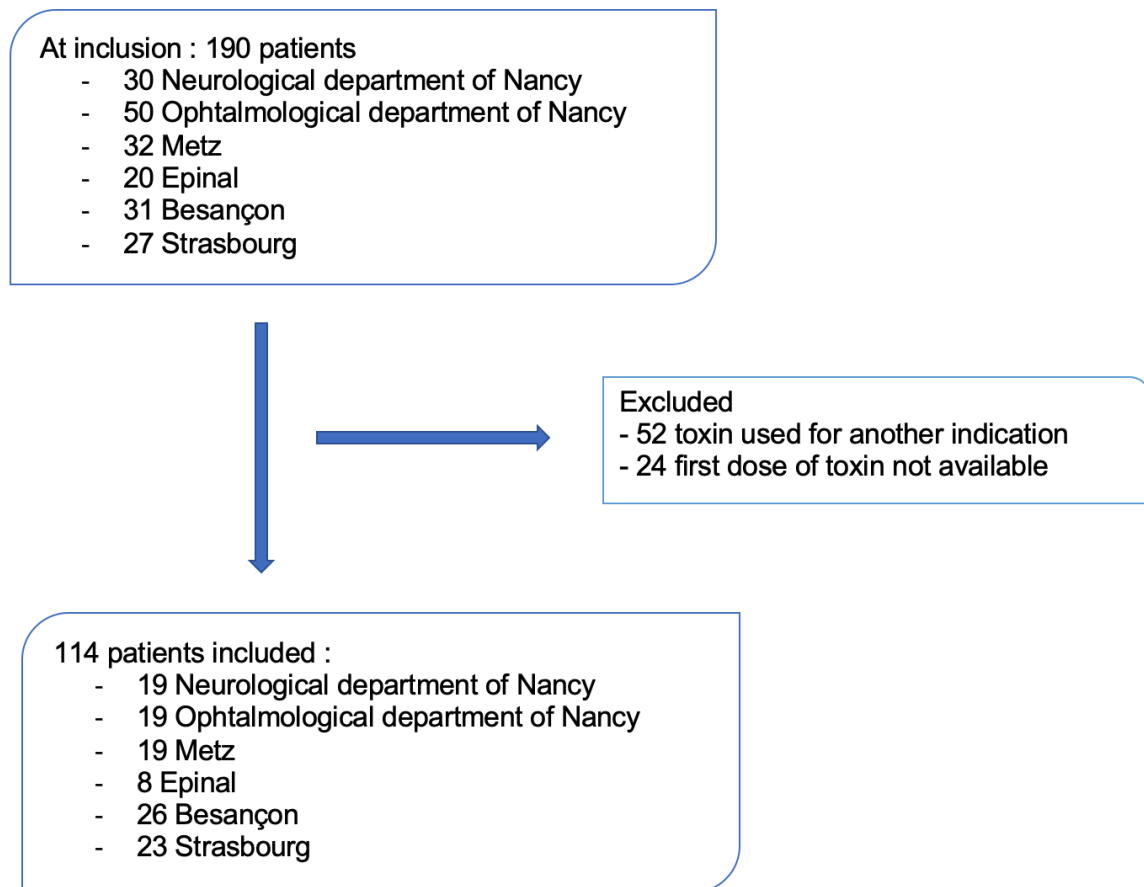 At inclusion : 190 patients
- 30 Neurological department of Nancy
- 50 Ophtalmological department of Nancy
- 32 Metz
- 20 Epinal
- 31 Besançon
- 27 Strasbourg
Excluded
- 52 toxin used for another indication
- 24 first dose of toxin not available
114 patients included :
- 19 Neurological department of Nancy
- 19 Ophtalmological department of Nancy
- 19 Metz
- 8 Epinal
- 26 Besançon
- 23 Strasbourg